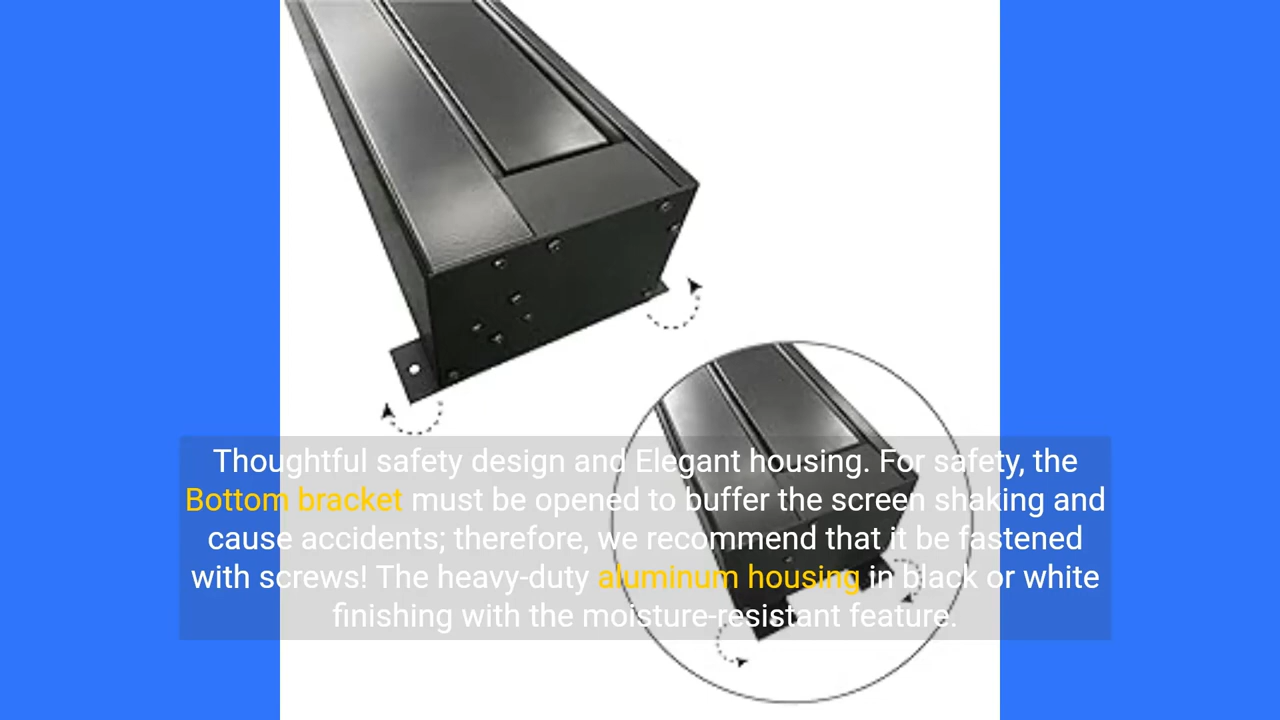 Thoughtful safety design and Elegant housing. For safety, the
Bottom bracket must be opened to buffer the screen shaking and
cause accidents; therefore, we recommend that it be fastened
with screws! The heavy-duty aluminum housing in black or white
finishing with the moisture-resistant feature.